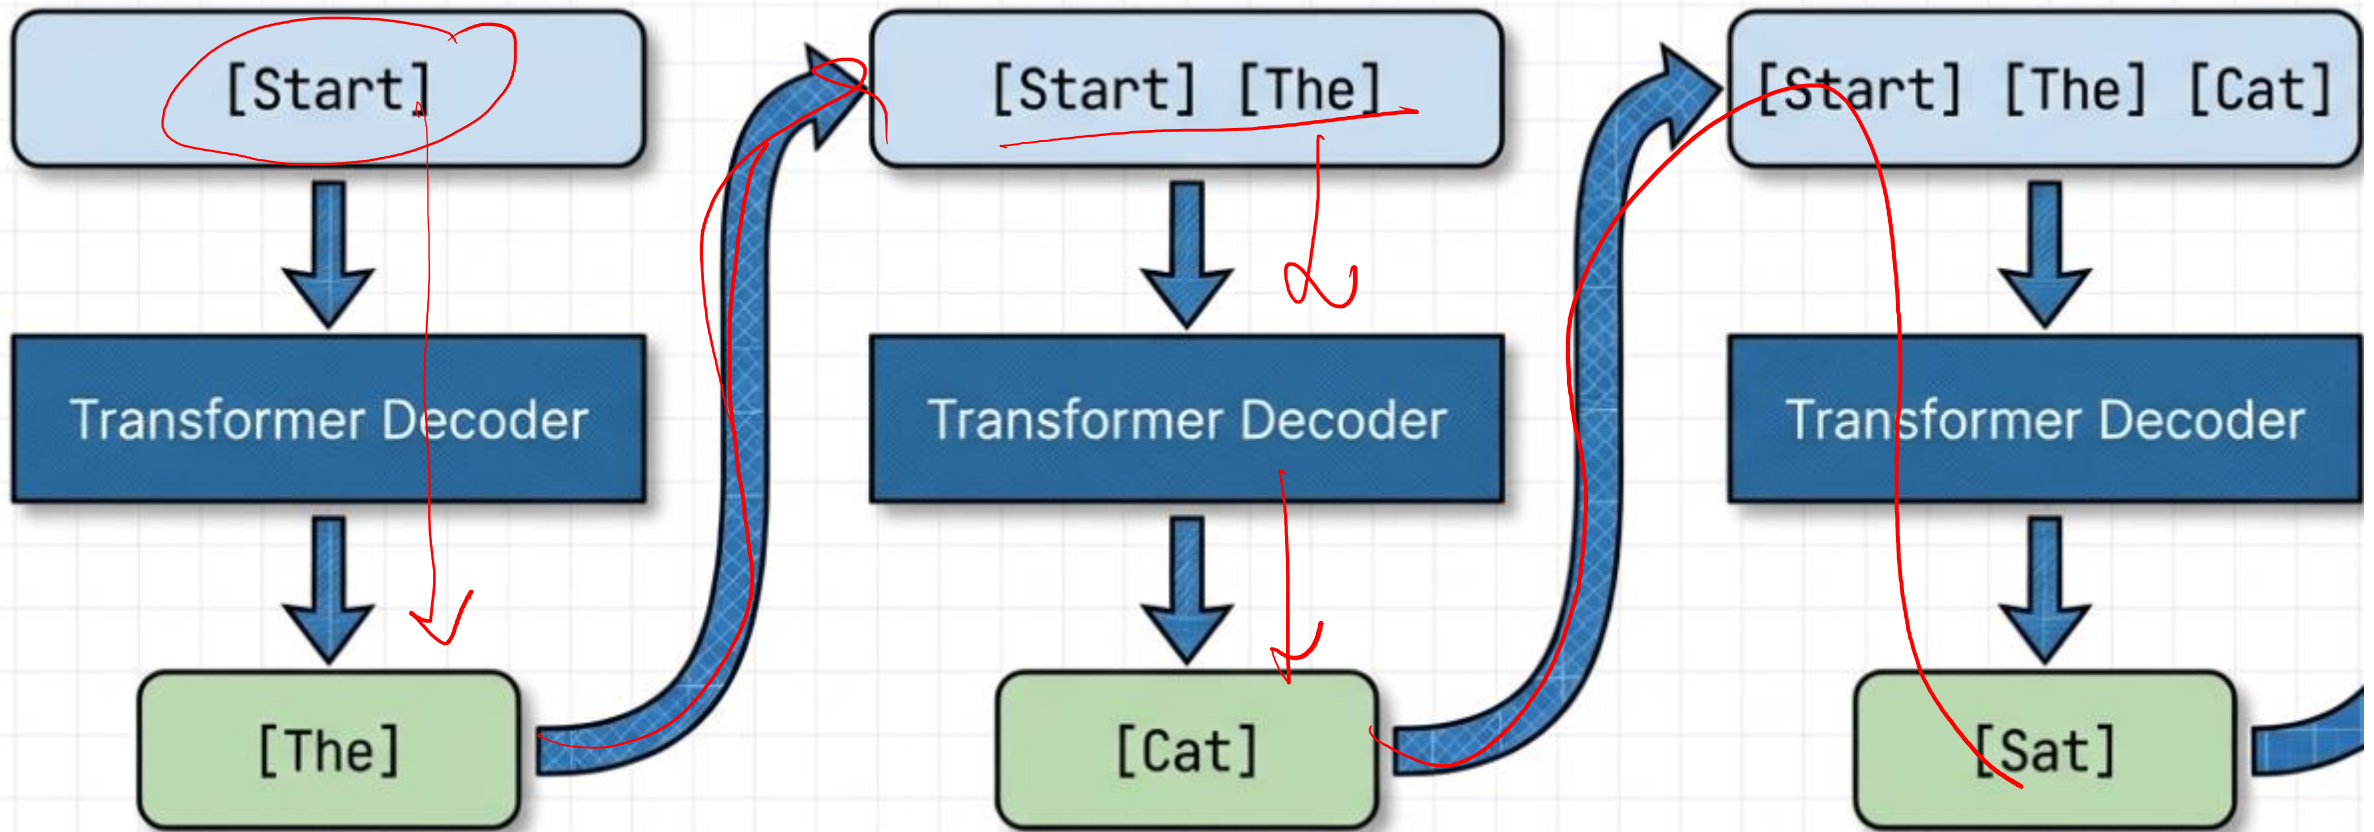 [Start]
[Start] [The]
[Start] [The] [Cat]
Transformer Decoder
Transformer Decoder
Transformer Decoder
[The]
[Cat]
[Sat]